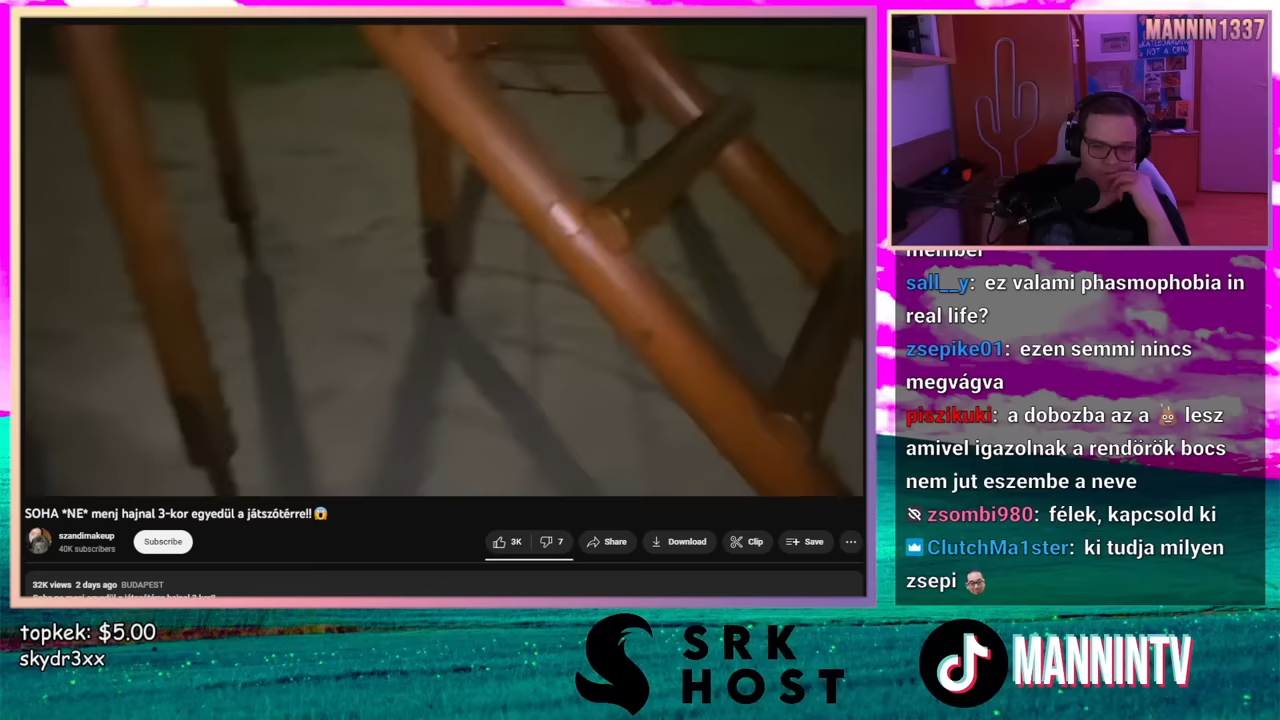 MANNIN1337
member
sall__y: ez valami phasmophobia in
real life?
zsepike01: ezen semmi nincs
megvágva
piszikuki: a dobozba az a 💩 lesz
amivel igazolnak a rendörök bocs
nem jut eszembe a neve
zsombi980: félek, kapcsold ki
ClutchMa1ster: ki tudja milyen
zsepi
SOHA *NE* menj hajnal 3-kor egyedül a játszótérre!!😱
szandimakeup
40K subscribers
Subscribe
3K
7
Share
Download
Clip
Save
32K views 2 days ago BUDAPEST
topkek: $5.00
skydr3xx
SRK
HOST
MANNINTV